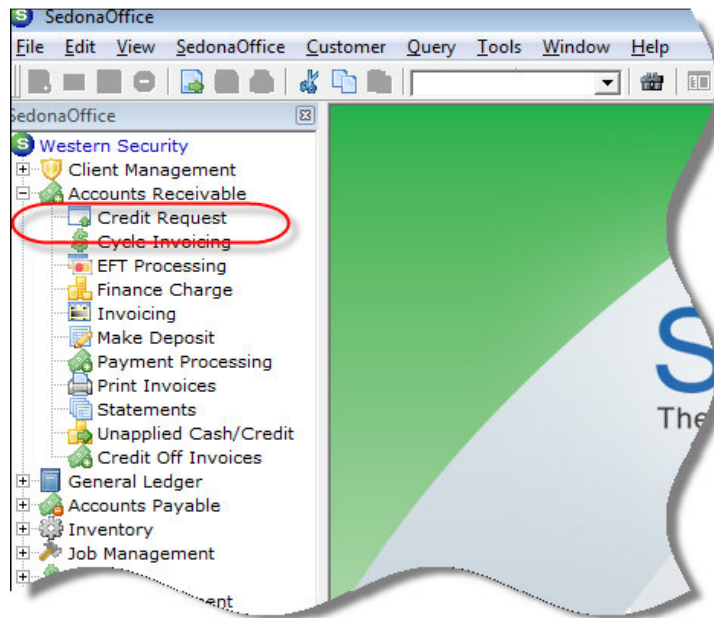 SedonaOffice
File Edit View SedonaOffice Customer Query Tools Window Help
SedonaOffice
Western Security
Client Management
Accounts Receivable
Credit Request
Cycle Invoicing
EFT Processing
Finance Charge
Invoicing
Make Deposit
Payment Processing
Print Invoices
Statements
Unapplied Cash/Credit
Credit Off Invoices
General Ledger
Accounts Payable
Inventory
Job Management
S
The